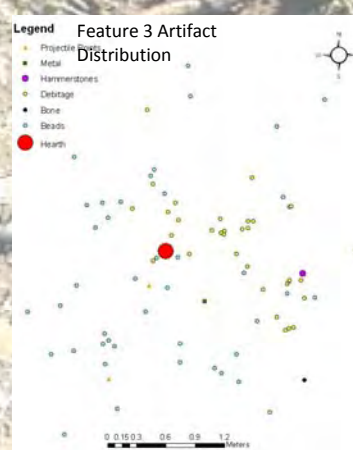 Legend
Feature 3 Artifact
Distribution
Projectile Points
Metal
Hammerstones
Debitage
Bone
Beads
Hearth
N
S
0 0.15 0.3 0.6 0.9 1.2
Meters